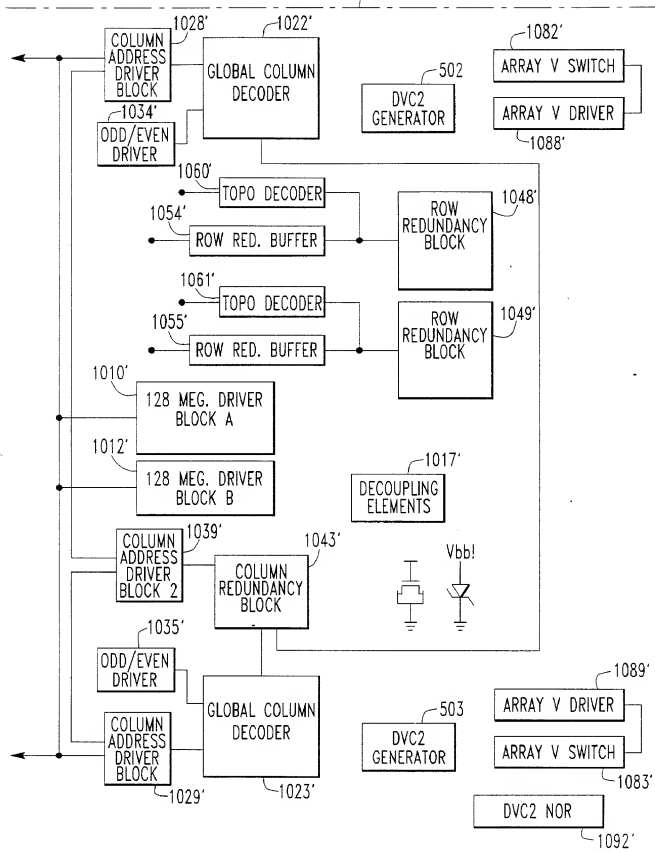 1028'
COLUMN
ADDRESS
DRIVER
BLOCK
1022'
GLOBAL COLUMN
DECODER
502
DVC2
GENERATOR
1082'
ARRAY V SWITCH
ARRAY V DRIVER
1088'
1034'
ODD/EVEN
DRIVER
1060'
TOPO DECODER
1054'
ROW RED. BUFFER
1048'
ROW
REDUNDANCY
BLOCK
1061'
TOPO DECODER
1055'
ROW RED. BUFFER
1049'
ROW
REDUNDANCY
BLOCK
1010'
128 MEG. DRIVER
BLOCK A
1012'
128 MEG. DRIVER
BLOCK B
1017'
DECOUPLING
ELEMENTS
1039'
COLUMN
ADDRESS
DRIVER
BLOCK 2
1043'
COLUMN
REDUNDANCY
BLOCK
Vbb!
1035'
ODD/EVEN
DRIVER
GLOBAL COLUMN
DECODER
1023'
COLUMN
ADDRESS
DRIVER
BLOCK
1029'
503
DVC2
GENERATOR
1089'
ARRAY V DRIVER
ARRAY V SWITCH
1083'
DVC2 NOR
1092'